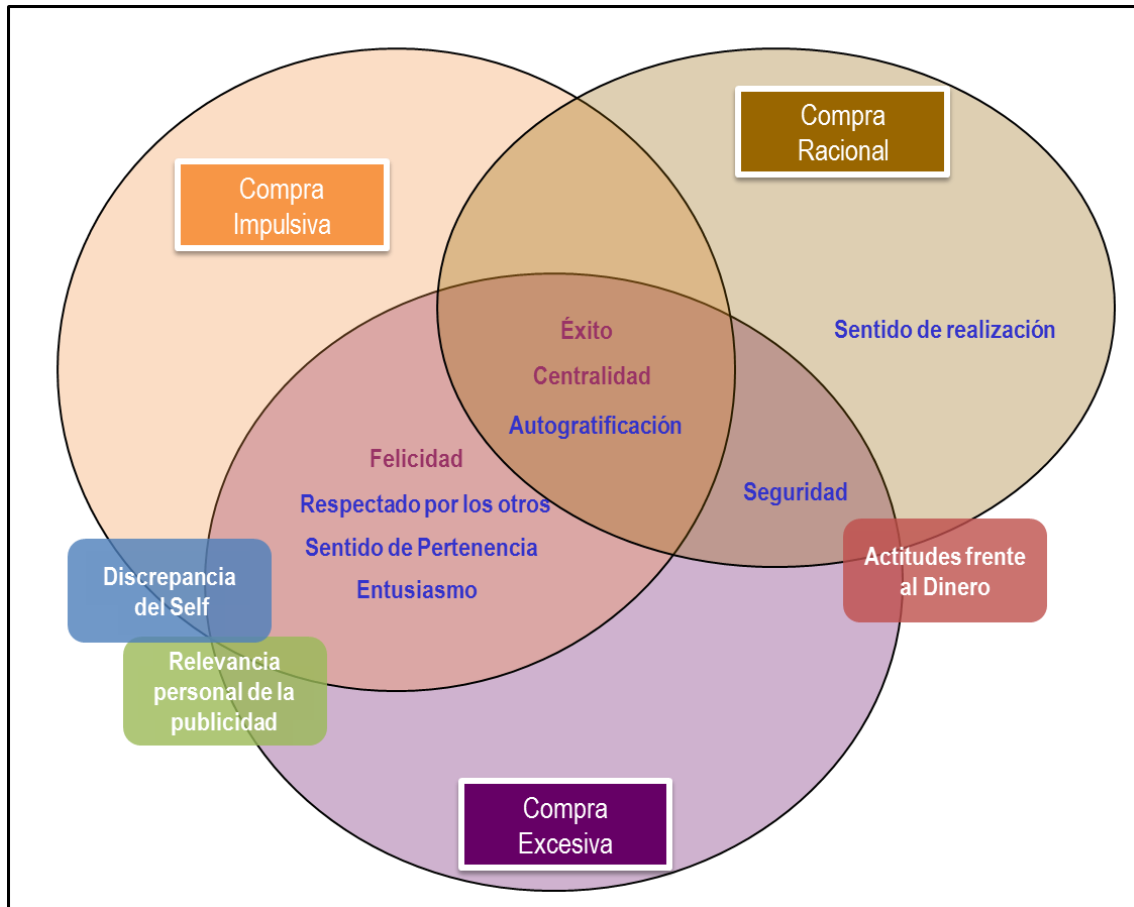 Compra
Racional
Compra
Impulsiva
Éxito
Sentido de realización
Centralidad
Autogratificación
Felicidad
Seguridad
Respectado por los otros
Sentido de Pertenencia
Entusiasmo
Discrepancia
del Self
Actitudes frente
al Dinero
Relevancia
personal de la
publicidad
Compra
Excesiva